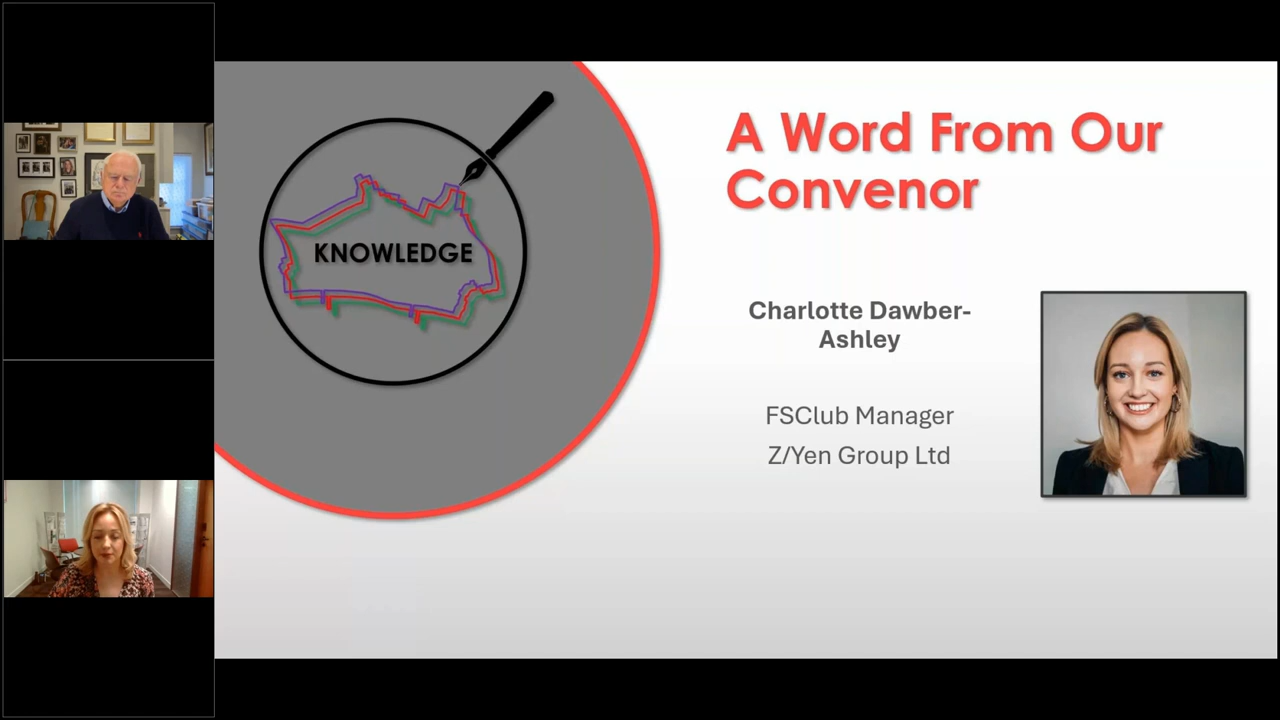 KNOWLEDGE
A Word From Our
Convenor
Charlotte Dawber-
Ashley
FSClub Manager
Z/Yen Group Ltd